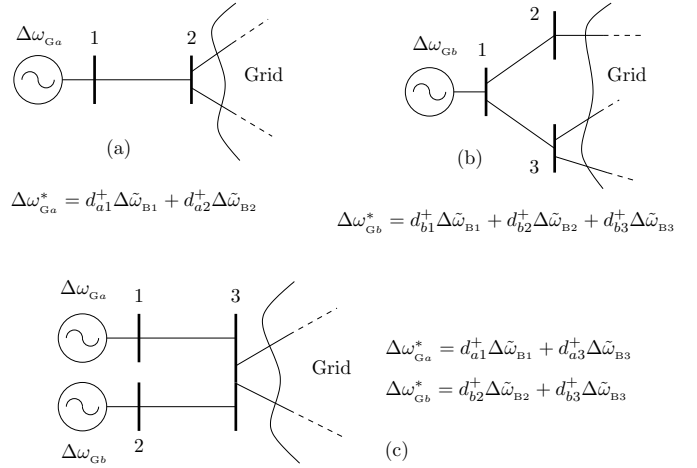 Δω_Ga
1
2
Grid
(a)
Δω*_Ga = d⁺_a1 Δω̃_B1 + d⁺_a2 Δω̃_B2
Δω_Gb
1
2
3
Grid
(b)
Δω*_Gb = d⁺_b1 Δω̃_B1 + d⁺_b2 Δω̃_B2 + d⁺_b3 Δω̃_B3
Δω_Ga
1
3
Grid
2
Δω_Gb
(c)
Δω*_Ga = d⁺_a1 Δω̃_B1 + d⁺_a3 Δω̃_B3
Δω*_Gb = d⁺_b2 Δω̃_B2 + d⁺_b3 Δω̃_B3